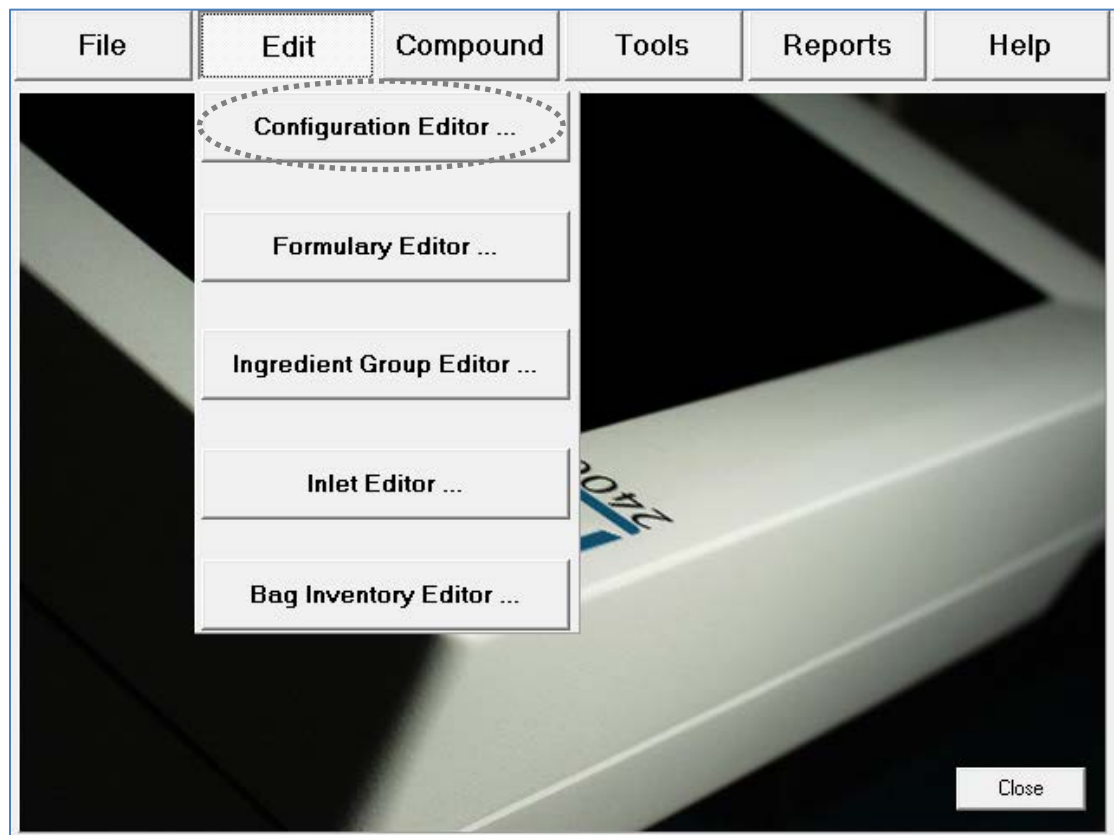 File Edit Compound Tools Reports Help
Configuration Editor ...
Formulary Editor ...
Ingredient Group Editor ...
Inlet Editor ...
2400
Bag Inventory Editor ...
Close